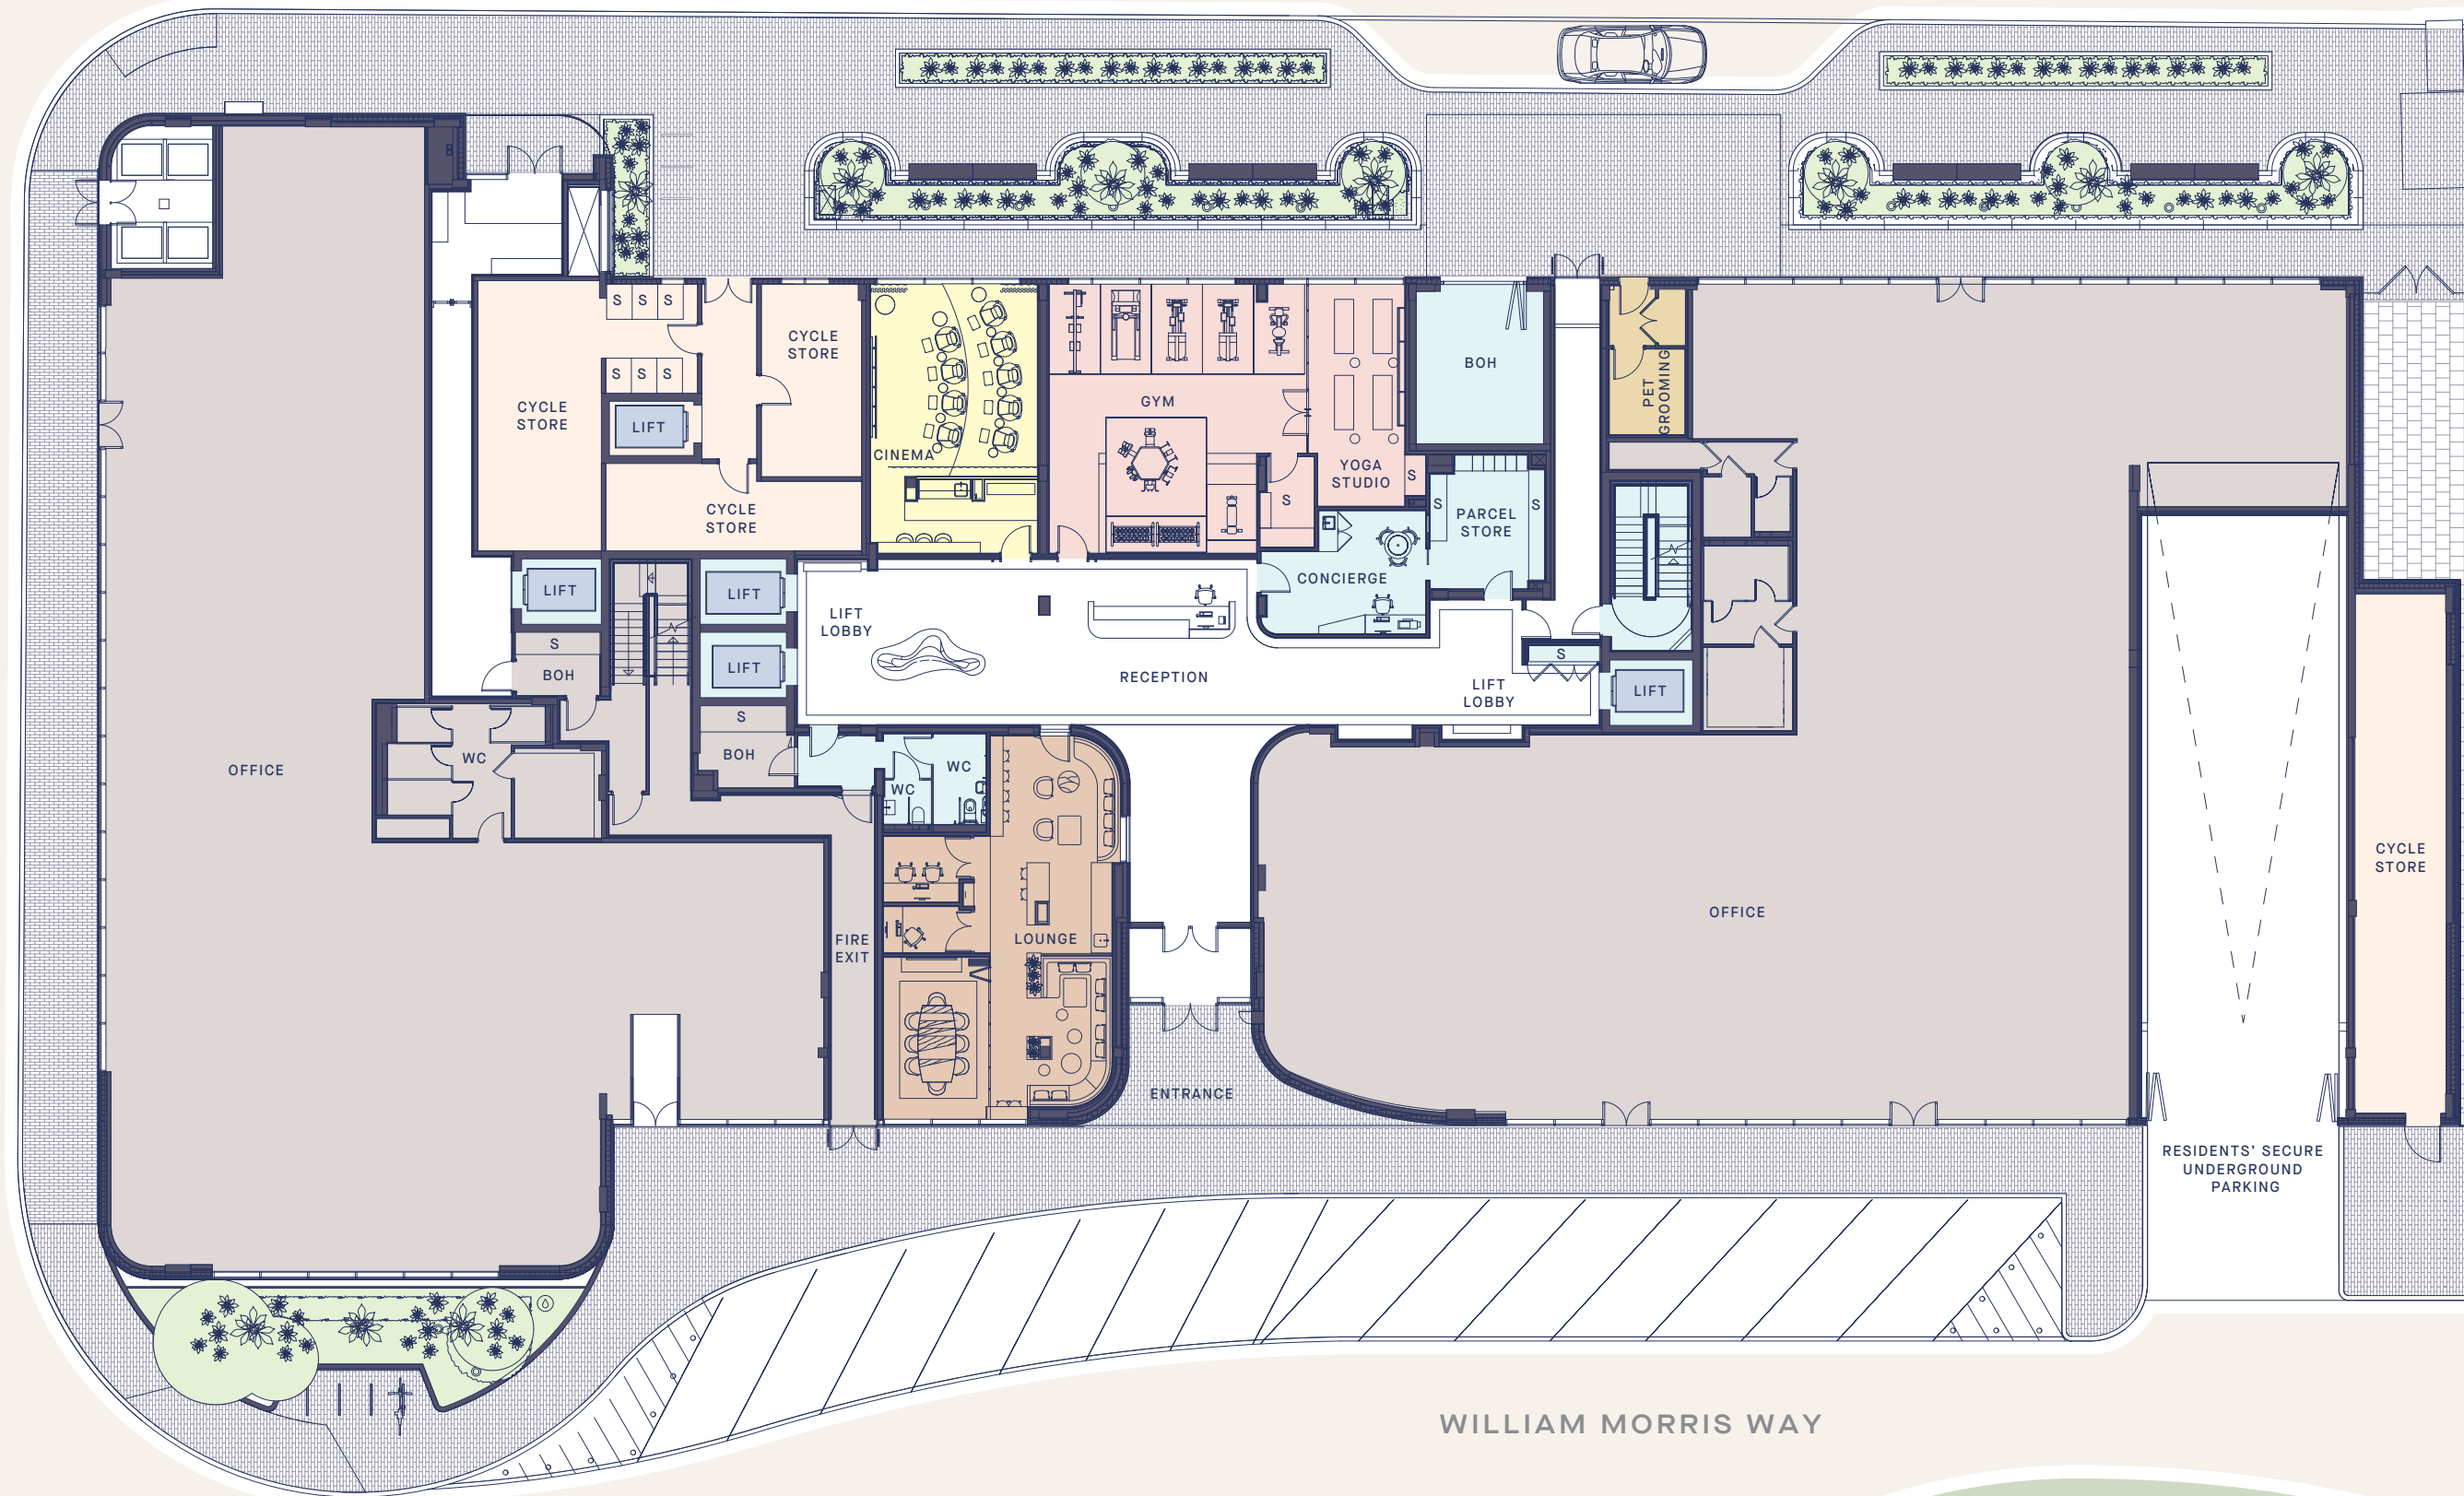 S S S
CYCLE
STORE
S S S
LIFT
CYCLE
STORE
CYCLE
STORE
CINEMA
GYM
S
YOGA
STUDIO
S
BOH
PET
GROOMING
S
PARCEL
STORE
S
CONCIERGE
LIFT
S
BOH
LIFT
LIFT
LIFT
LOBBY
RECEPTION
LIFT
LOBBY
S
LIFT
S
BOH
WC
WC
WC
OFFICE
FIRE
EXIT
LOUNGE
ENTRANCE
OFFICE
CYCLE
STORE
RESIDENTS' SECURE
UNDERGROUND
PARKING
WILLIAM MORRIS WAY